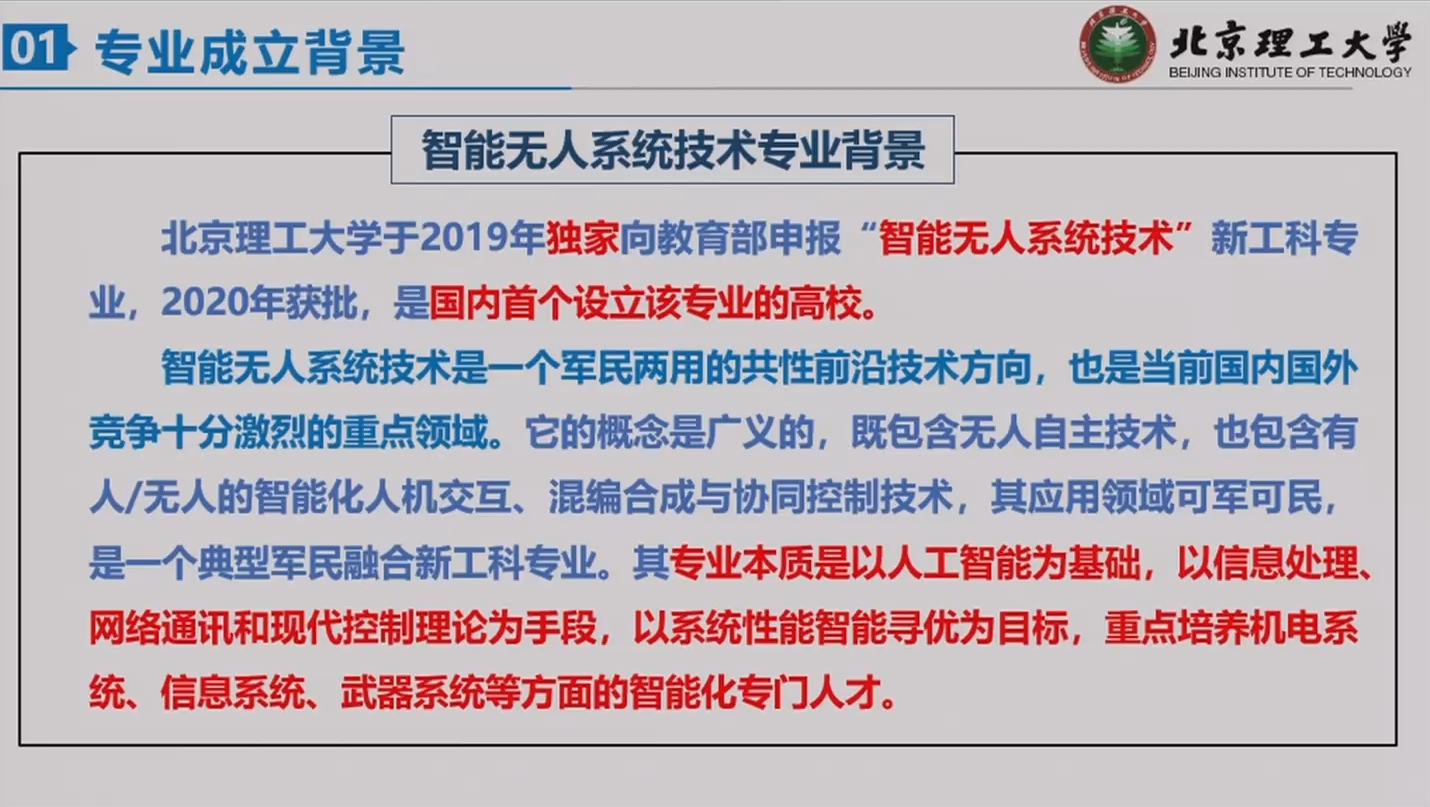 01 专业成立背景
北京理工大学
BEIJING INSTITUTE OF TECHNOLOGY
智能无人系统技术专业背景
北京理工大学于2019年独家向教育部申报“智能无人系统技术”新工科专
业，2020年获批，是国内首个设立该专业的高校。
智能无人系统技术是一个军民两用的共性前沿技术方向，也是当前国内国外
竞争十分激烈的重点领域。它的概念是广义的，既包含无人自主技术，也包含有
人/无人的智能化人机交互、混编合成与协同控制技术，其应用领域可军可民，
是一个典型军民融合新工科专业。其专业本质是以人工智能为基础，以信息处理、
网络通讯和现代控制理论为手段，以系统性能智能寻优为目标，重点培养机电系
统、信息系统、武器系统等方面的智能化专门人才。